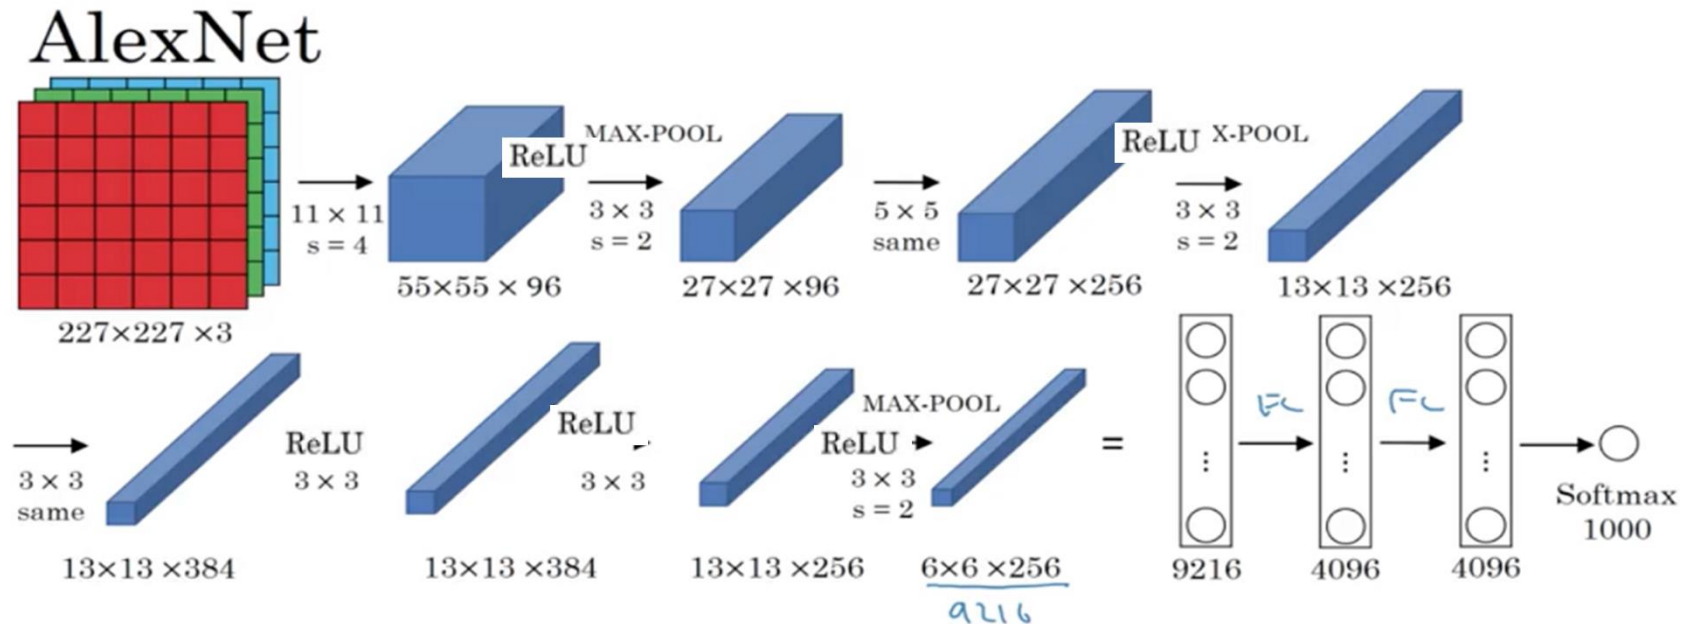 AlexNet
227×227 ×3
11 × 11
s = 4
55×55 × 96
ReLU
MAX-POOL
3 × 3
s = 2
27×27 ×96
5 × 5
same
27×27 ×256
ReLU
X-POOL
3 × 3
s = 2
13×13 ×256
3 × 3
same
13×13 ×384
ReLU
3 × 3
13×13 ×384
ReLU
3 × 3
13×13 ×256
MAX-POOL
ReLU
3 × 3
s = 2
6×6 ×256
9216
=
9216
FC
4096
FC
4096
Softmax
1000